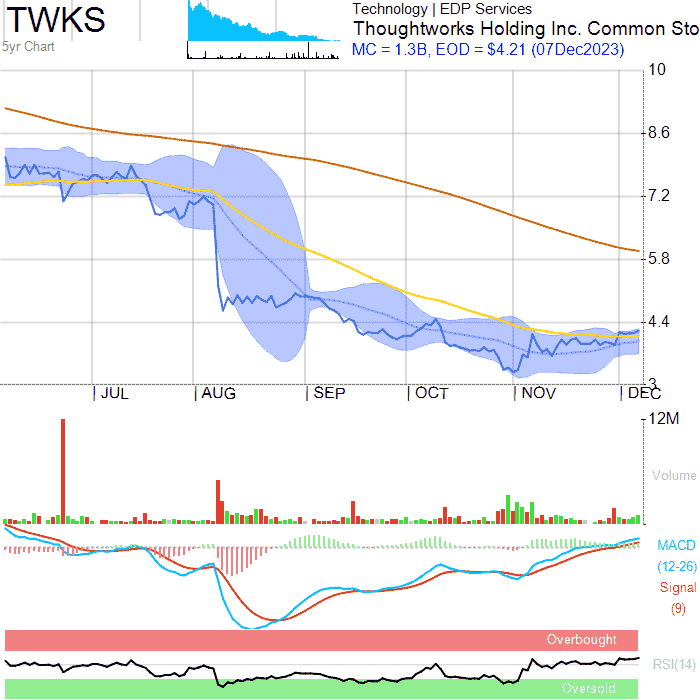 TWKS
5yr Chart
Technology | EDP Services
Thoughtworks Holding Inc. Common Sto
MC = 1.3B, EOD = $4.21 (07Dec2023)
10
8.6
7.2
5.8
4.4
3
JUL AUG SEP OCT NOV DEC
12M
Volume
MACD
(12-26)
Signal
(9)
Overbought
RSI(14)
Oversold